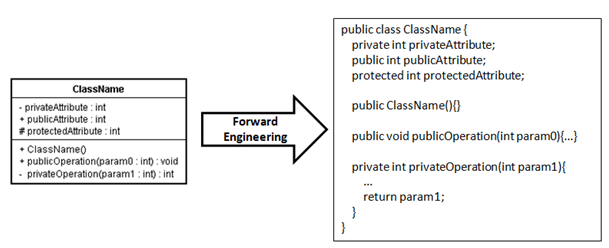 ClassName
- privateAttribute : int
+ publicAttribute : int
# protectedAttribute : int
+ ClassName()
+ publicOperation(param0 : int) : void
- privateOperation(param1 : int) : int
Forward
Engineering
public class ClassName {
private int privateAttribute;
public int publicAttribute;
protected int protectedAttribute;
public ClassName(){}
public void publicOperation(int param0){...}
private int privateOperation(int param1){
...
return param1;
}
}